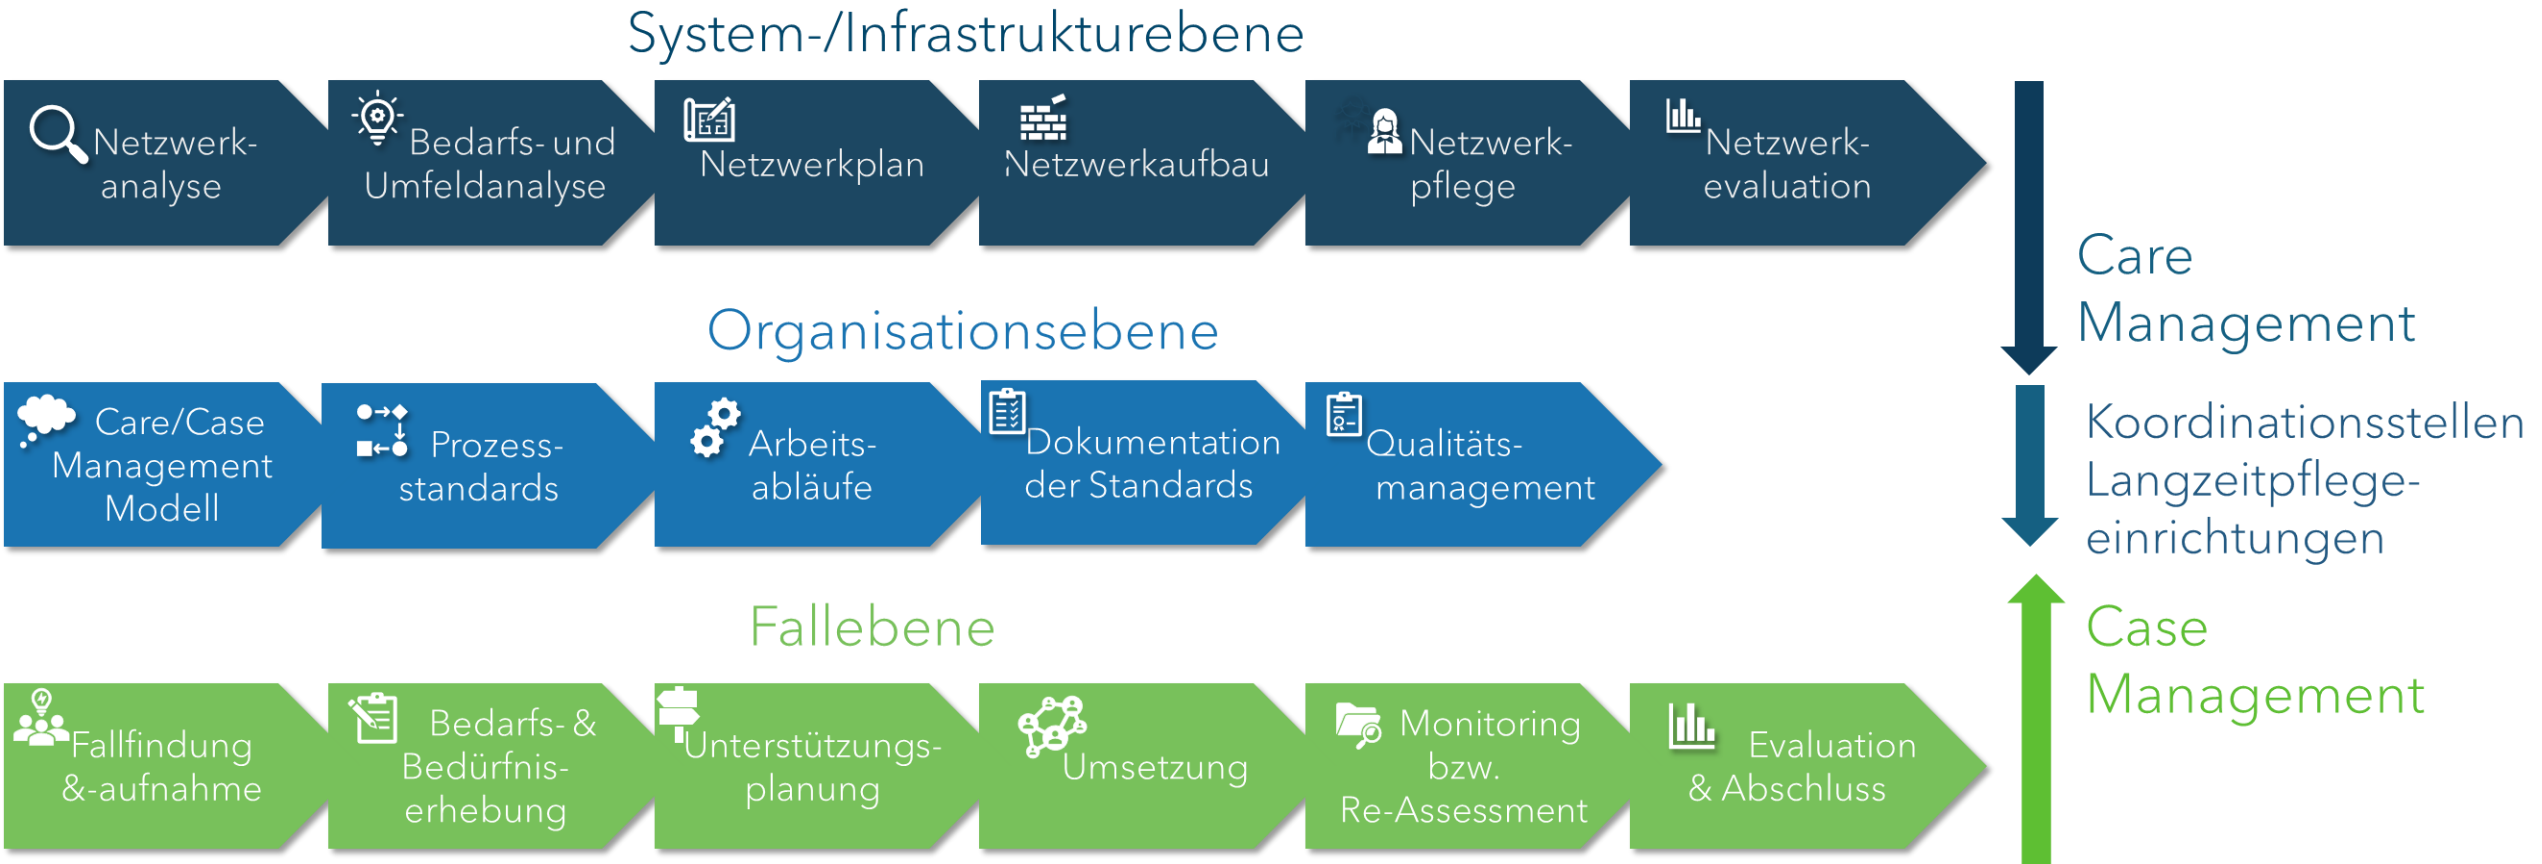 System-/Infrastrukturebene
Netzwerk-
analyse
Bedarfs- und
Umfeldanalyse
Netzwerkplan
Netzwerkaufbau
Netzwerk-
pflege
Netzwerk-
evaluation
Care
Management
Organisationsebene
Care/Case
Management
Modell
Prozess-
standards
Arbeits-
abläufe
Dokumentation
der Standards
Qualitäts-
management
Koordinationsstellen
Langzeitpflege-
einrichtungen
Fallebene
Fallfindung
&-aufnahme
Bedarfs- &
Bedürfnis-
erhebung
Unterstützungs-
planung
Umsetzung
Monitoring
bzw.
Re-Assessment
Evaluation
& Abschluss
Case
Management